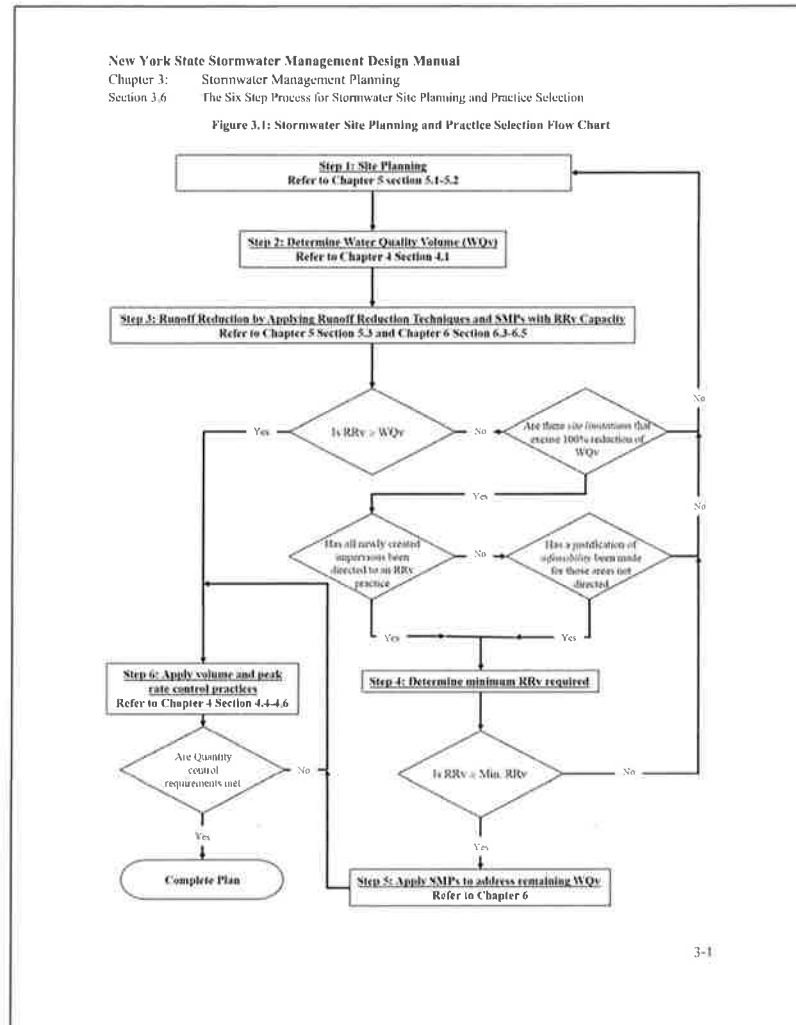 New York State Stormwater Management Design Manual
Chapter 3: Stormwater Management Planning
Section 3.6 The Six Step Process for Stormwater Site Planning and Practice Selection
Figure 3.1: Stormwater Site Planning and Practice Selection Flow Chart
Step 1: Site Planning
Refer to Chapter 5 section 5.1-5.2
Step 2: Determine Water Quality Volume (WQv)
Refer to Chapter 4 Section 4.1
Step 3: Runoff Reduction by Applying Runoff Reduction Techniques and SMPs with RRv Capacity
Refer to Chapter 5 Section 5.3 and Chapter 6 Section 6.3-6.5
No
Yes
Is RRv ≥ WQv
No
Are there site limitations that
excuse 100% reduction of
WQv
Yes
No
Has all newly created
impervious been
directed to an RRv
practice
No
Has a justification of
infeasibility been made
for those areas not
directed
Yes
Yes
Step 6: Apply volume and peak
rate control practices
Refer to Chapter 4 Section 4.4-4.6
Step 4: Determine minimum RRv required
Are Quantity
control
requirements met
No
Is RRv ≥ Min. RRv
No
Yes
Yes
Complete Plan
Step 5: Apply SMPs to address remaining WQv
Refer to Chapter 6
3-1